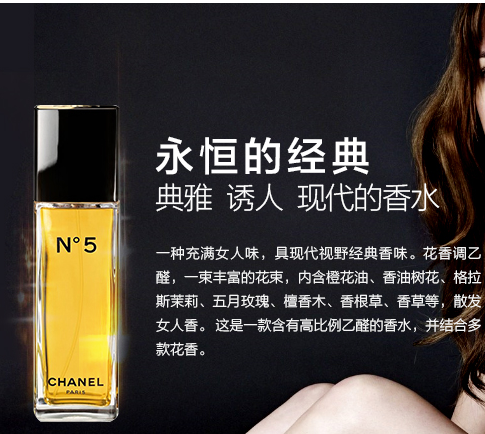 永恒的经典
典雅 诱人 现代的香水
N°5
一种充满女人味，具现代视野经典香味。花香调乙
醛，一束丰富的花束，内含橙花油、香油树花、格拉
斯茉莉、五月玫瑰、檀香木、香根草、香草等，散发
女人香。这是一款含有高比例乙醛的香水，并结合多
款花香。
CHANEL
PARIS